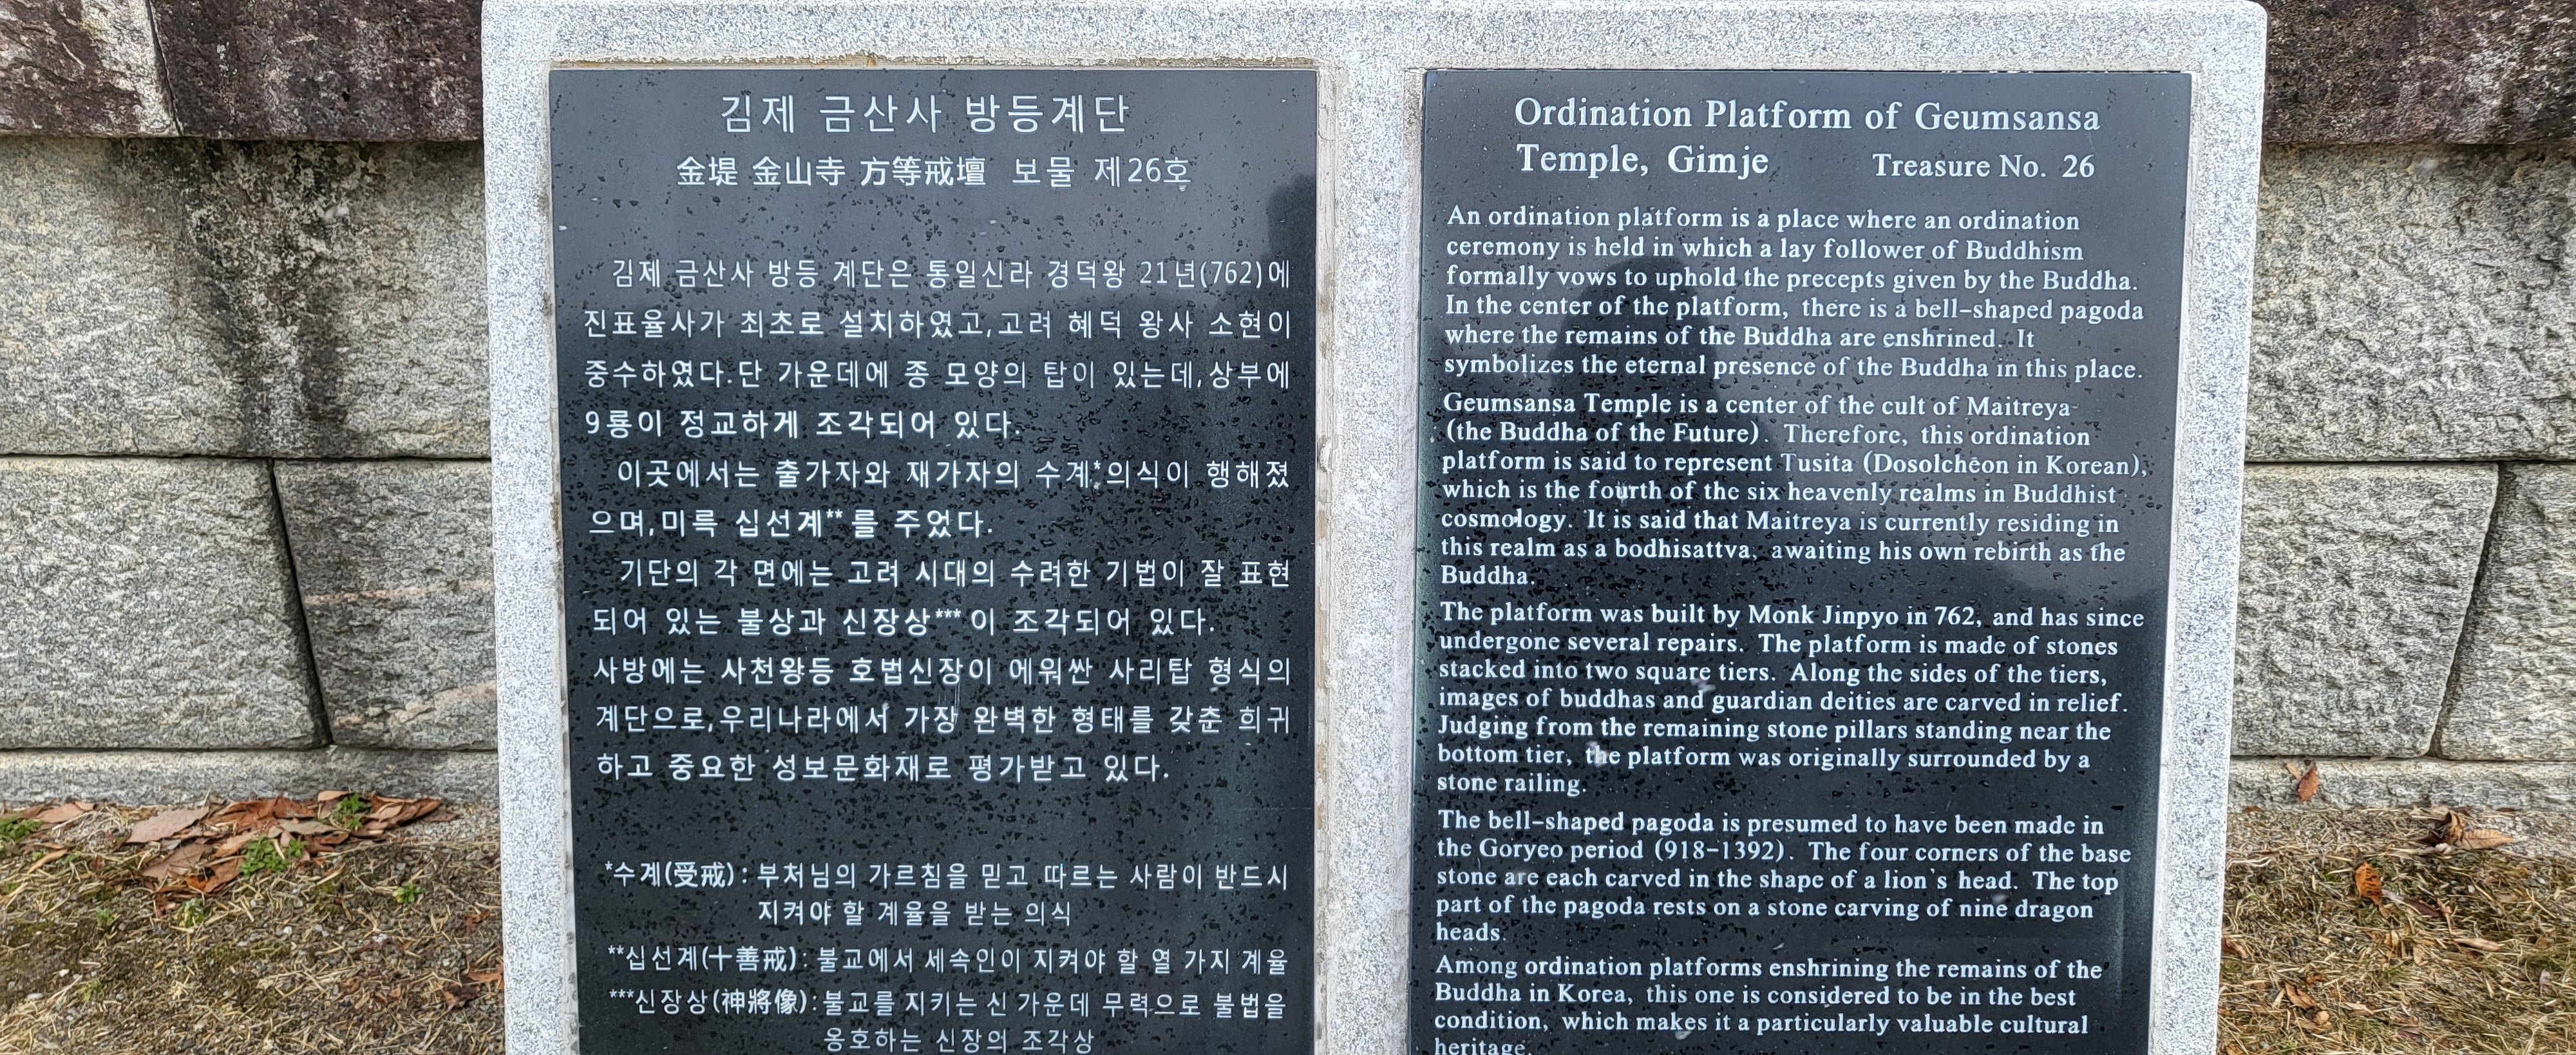 김제 금산사 방등계단
金堤 金山寺 方等戒壇 보물 제26호
김제 금산사 방등 계단은 통일신라 경덕왕 21년(762)에
진표율사가 최초로 설치하였고,고려 혜덕 왕사 소현이
중수하였다.단 가운데에 종 모양의 탑이 있는데,상부에
9룡이 정교하게 조각되어 있다.
이곳에서는 출가자와 재가자의 수계*의식이 행해졌
으며,미륵 십선계**를 주었다.
기단의 각 면에는 고려 시대의 수려한 기법이 잘 표현
되어 있는 불상과 신장상***이 조각되어 있다.
사방에는 사천왕등 호법신장이 에워싼 사리탑 형식의
계단으로,우리나라에서 가장 완벽한 형태를 갖춘 희귀
하고 중요한 성보문화재로 평가받고 있다.
*수계(受戒): 부처님의 가르침을 믿고 따르는 사람이 반드시
지켜야 할 계율을 받는 의식
**십선계(十善戒): 불교에서 세속인이 지켜야 할 열 가지 계율
***신장상(神將像): 불교를 지키는 신 가운데 무력으로 불법을
옹호하는 신장의 조각상
Ordination Platform of Geumsansa
Temple, Gimje Treasure No. 26
An ordination platform is a place where an ordination
ceremony is held in which a lay follower of Buddhism
formally vows to uphold the precepts given by the Buddha.
In the center of the platform, there is a bell-shaped pagoda
where the remains of the Buddha are enshrined. It
symbolizes the eternal presence of the Buddha in this place.
Geumsansa Temple is a center of the cult of Maitreya
(the Buddha of the Future). Therefore, this ordination
platform is said to represent Tusita (Dosolcheon in Korean),
which is the fourth of the six heavenly realms in Buddhist
cosmology. It is said that Maitreya is currently residing in
this realm as a bodhisattva, awaiting his own rebirth as the
Buddha.
The platform was built by Monk Jinpyo in 762, and has since
undergone several repairs. The platform is made of stones
stacked into two square tiers. Along the sides of the tiers,
images of buddhas and guardian deities are carved in relief.
Judging from the remaining stone pillars standing near the
bottom tier, the platform was originally surrounded by a
stone railing.
The bell-shaped pagoda is presumed to have been made in
the Goryeo period (918-1392). The four corners of the base
stone are each carved in the shape of a lion's head. The top
part of the pagoda rests on a stone carving of nine dragon
heads.
Among ordination platforms enshrining the remains of the
Buddha in Korea, this one is considered to be in the best
condition, which makes it a particularly valuable cultural
heritage.